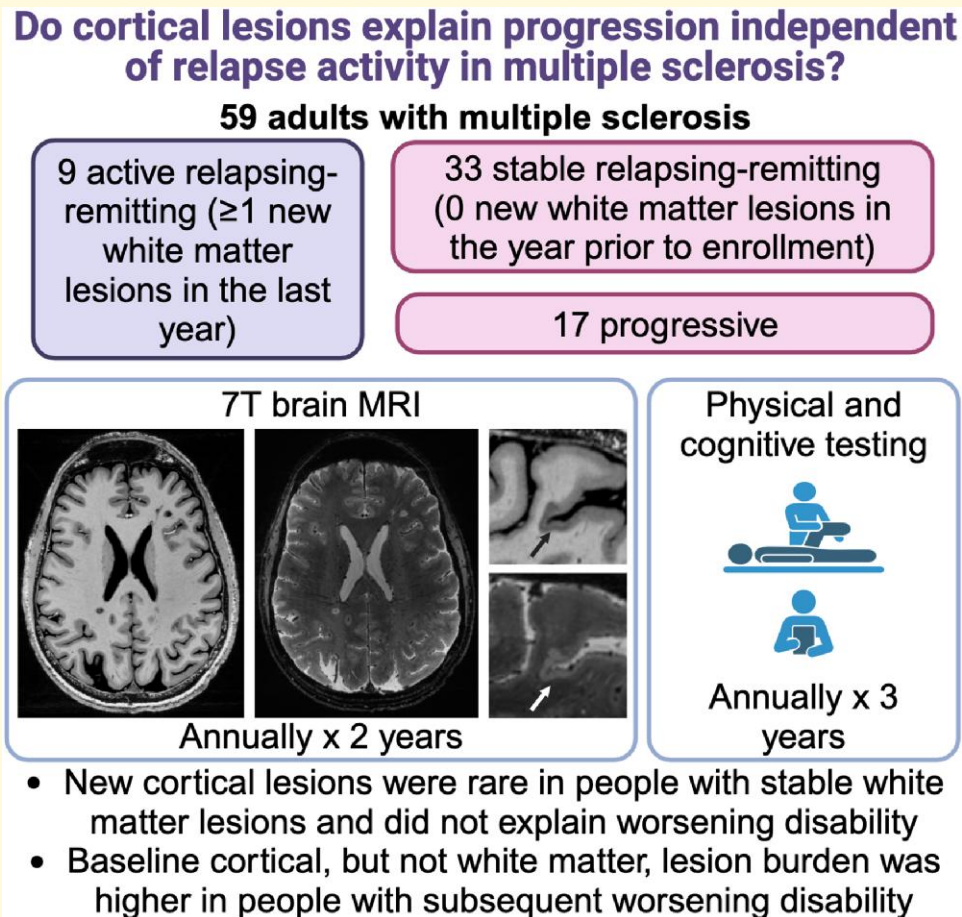 Do cortical lesions explain progression independent
of relapse activity in multiple sclerosis?
59 adults with multiple sclerosis
9 active relapsing-
remitting (≥1 new
white matter
lesions in the last
year)
33 stable relapsing-remitting
(0 new white matter lesions in
the year prior to enrollment)
17 progressive
7T brain MRI
Annually x 2 years
Physical and
cognitive testing
Annually x 3
years
• New cortical lesions were rare in people with stable white
matter lesions and did not explain worsening disability
• Baseline cortical, but not white matter, lesion burden was
higher in people with subsequent worsening disability